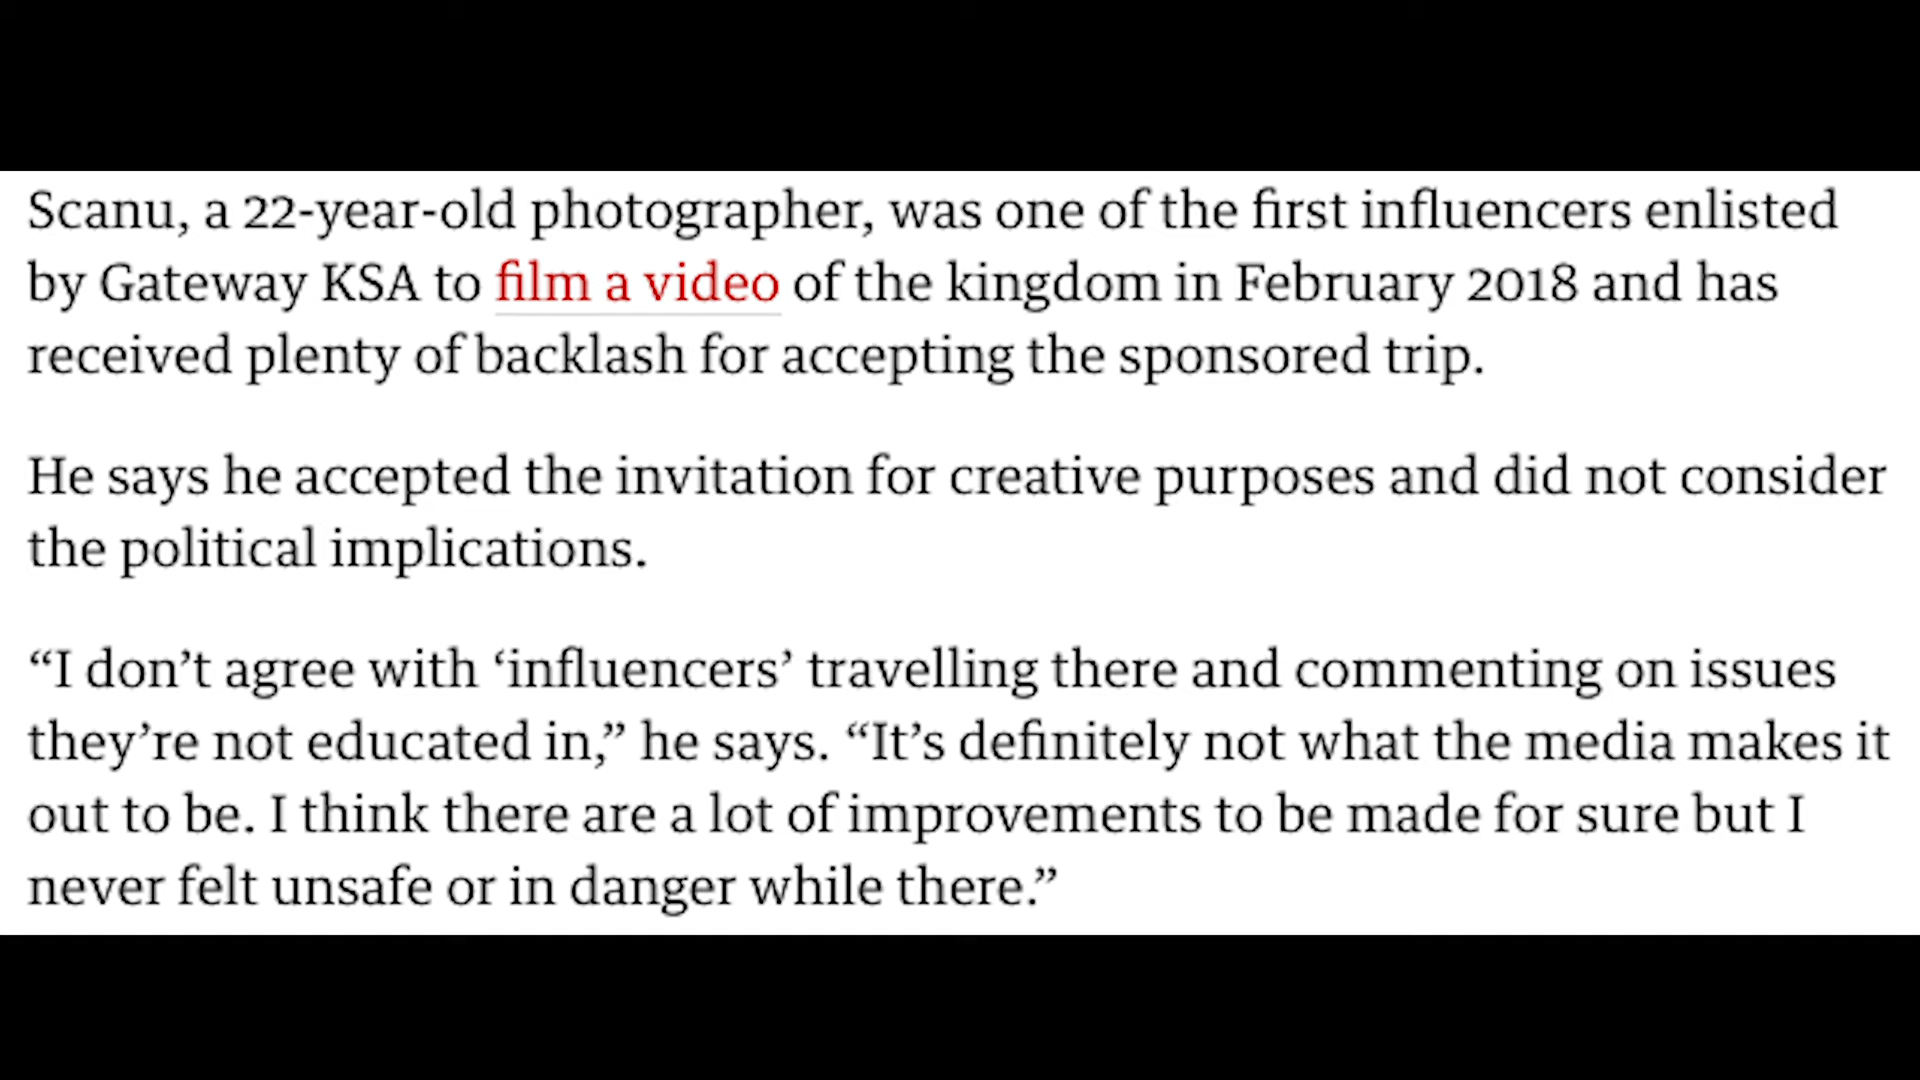 Scanu, a 22-year-old photographer, was one of the first influencers enlisted
by Gateway KSA to film a video of the kingdom in February 2018 and has
received plenty of backlash for accepting the sponsored trip.
He says he accepted the invitation for creative purposes and did not consider
the political implications.
“I don’t agree with ‘influencers’ travelling there and commenting on issues
they’re not educated in,” he says. “It’s definitely not what the media makes it
out to be. I think there are a lot of improvements to be made for sure but I
never felt unsafe or in danger while there.”